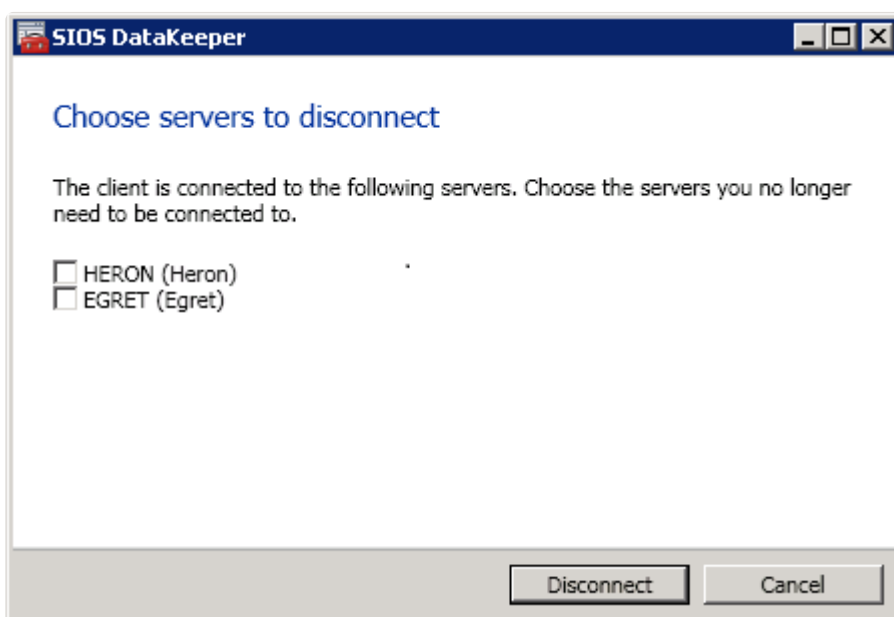 SIOS DataKeeper
Choose servers to disconnect
The client is connected to the following servers. Choose the servers you no longer
need to be connected to.
HERON (Heron)
EGRET (Egret)
Disconnect
Cancel